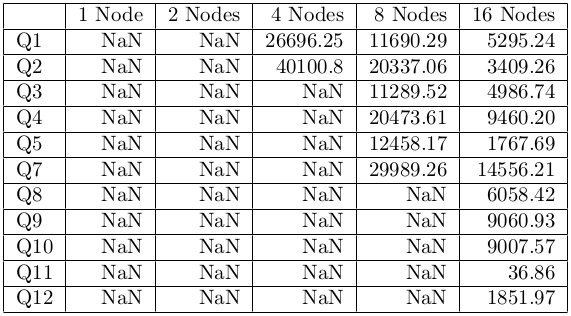 1 Node 2 Nodes 4 Nodes 8 Nodes 16 Nodes
Q1 NaN NaN 26696.25 11690.29 5295.24
Q2 NaN NaN 40100.8 20337.06 3409.26
Q3 NaN NaN NaN 11289.52 4986.74
Q4 NaN NaN NaN 20473.61 9460.20
Q5 NaN NaN NaN 12458.17 1767.69
Q7 NaN NaN NaN 29989.26 14556.21
Q8 NaN NaN NaN NaN 6058.42
Q9 NaN NaN NaN NaN 9060.93
Q10 NaN NaN NaN NaN 9007.57
Q11 NaN NaN NaN NaN 36.86
Q12 NaN NaN NaN NaN 1851.97